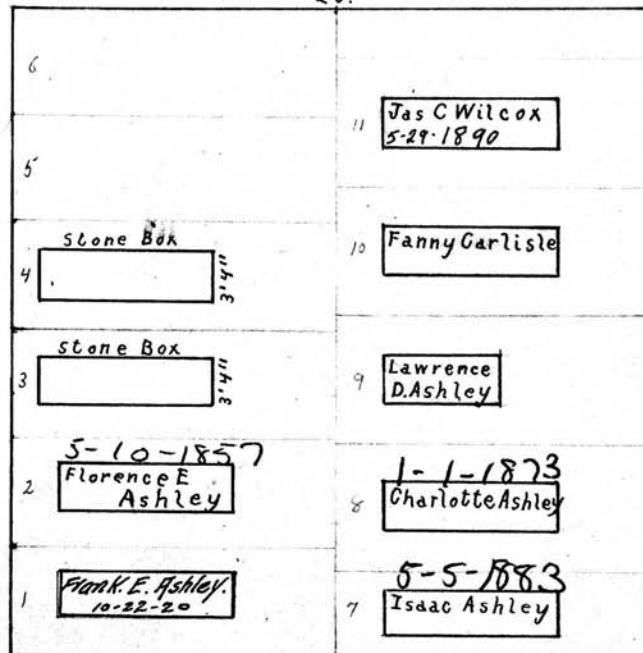 6
5
Stone Box
4
3'4"
Stone Box
3
3'4"
5-10-1857
2
Florence E
Ashley
1
Frank. E. Ashley.
10-22-20
11
Jas C Wilcox
5-29-1890
10
Fanny Carlisle
9
Lawrence
D. Ashley
1-1-1873
8
Charlotte Ashley
5-5-1883
7
Isaac Ashley